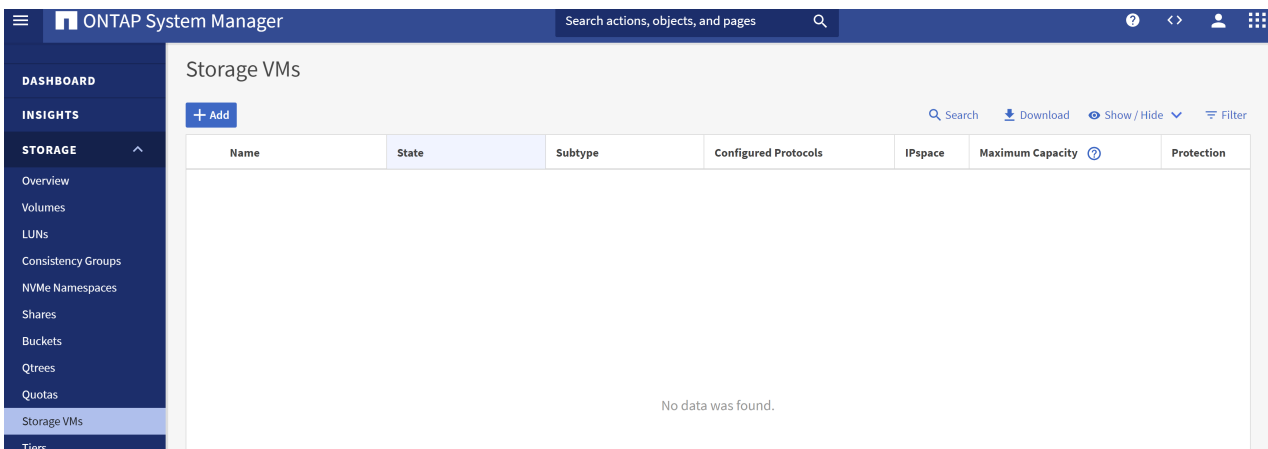 ONTAP System Manager
Search actions, objects, and pages
DASHBOARD
INSIGHTS
STORAGE
Overview
Volumes
LUNs
Consistency Groups
NVMe Namespaces
Shares
Buckets
Qtrees
Quotas
Storage VMs
Tiers
Storage VMs
+ Add
Search Download Show / Hide Filter
Name State Subtype Configured Protocols IPspace Maximum Capacity Protection
No data was found.